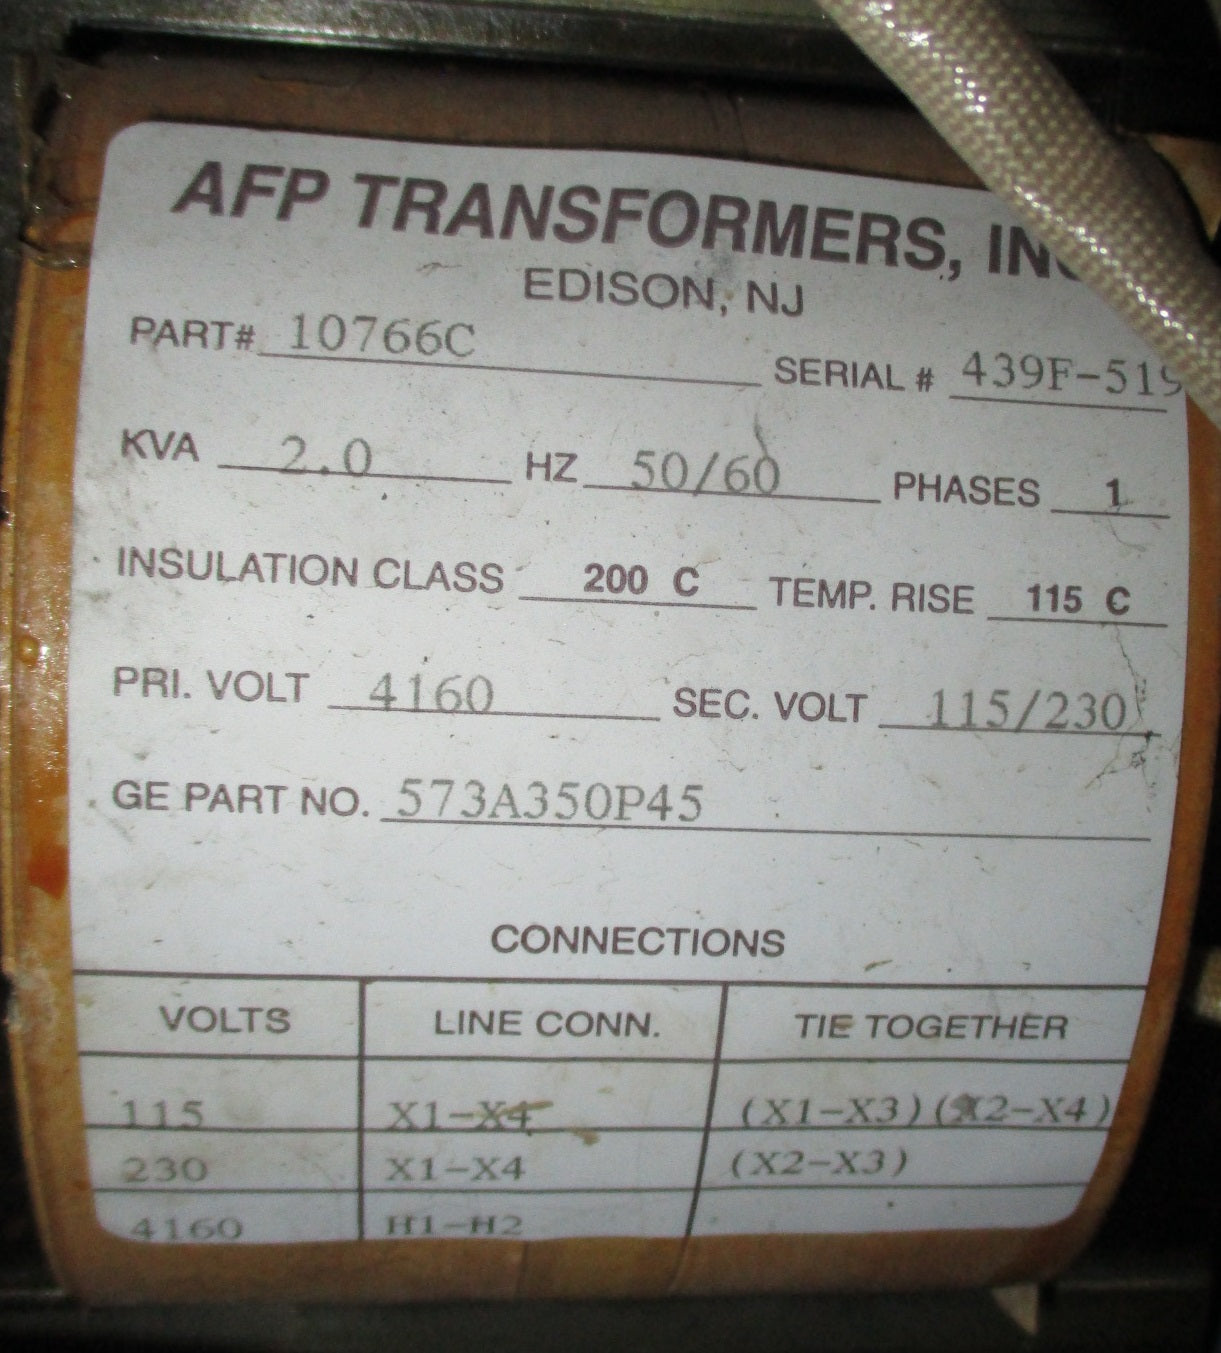 AFP TRANSFORMERS,
EDISON, NJ
PART# 10766C SERIAL # 439F-519
KVA 2.0 HZ 50/60 PHASES 1
INSULATION CLASS 200 C TEMP. RISE 115 C
PRI. VOLT 4160 SEC. VOLT 115/230
GE PART NO. 573A350P45
CONNECTIONS
VOLTS LINE CONN. TIE TOGETHER
115 X1-X4 (X1-X3)(X2-X4)
230 X1-X4 (X2-X3)
4160 H1-H2